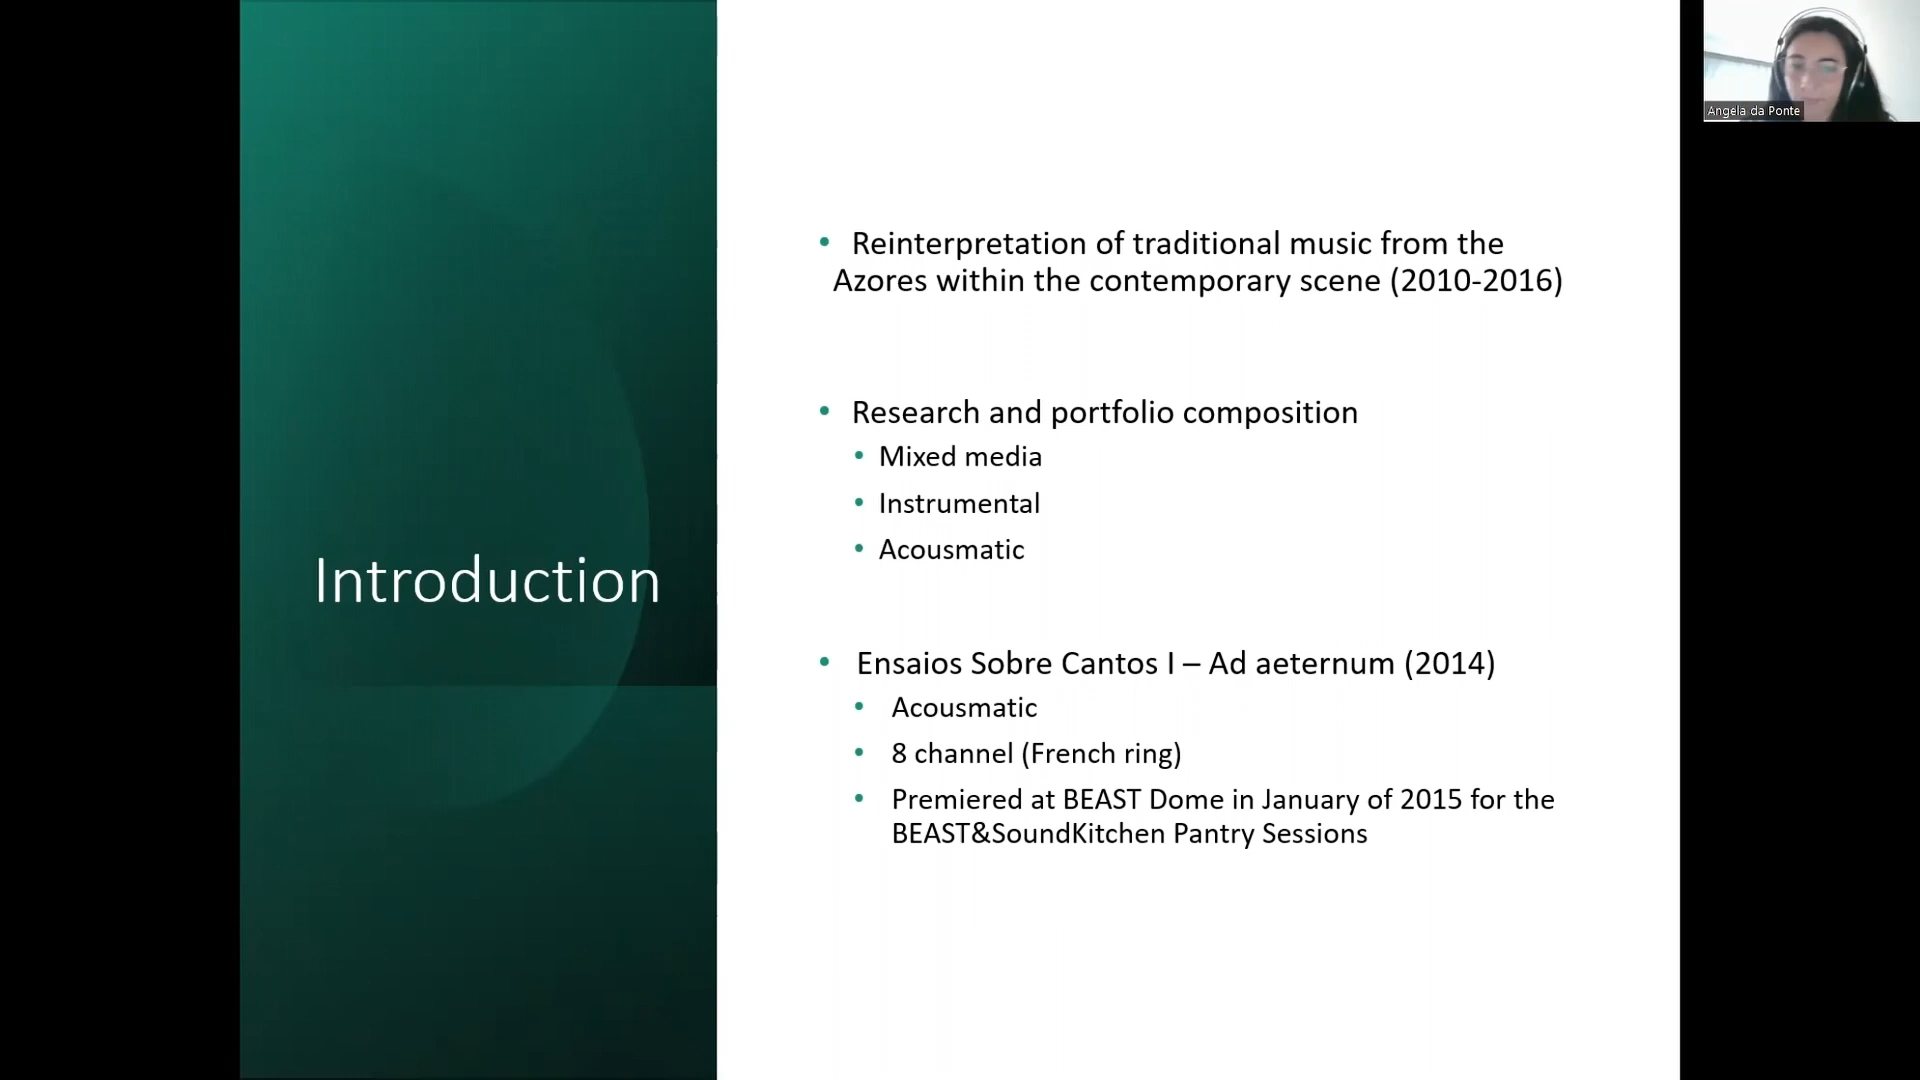 Introduction
• Reinterpretation of traditional music from the
Azores within the contemporary scene (2010-2016)
• Research and portfolio composition
• Mixed media
• Instrumental
• Acousmatic
• Ensaios Sobre Cantos I – Ad aeternum (2014)
• Acousmatic
• 8 channel (French ring)
• Premiered at BEAST Dome in January of 2015 for the
BEAST&SoundKitchen Pantry Sessions
Angela da Ponte